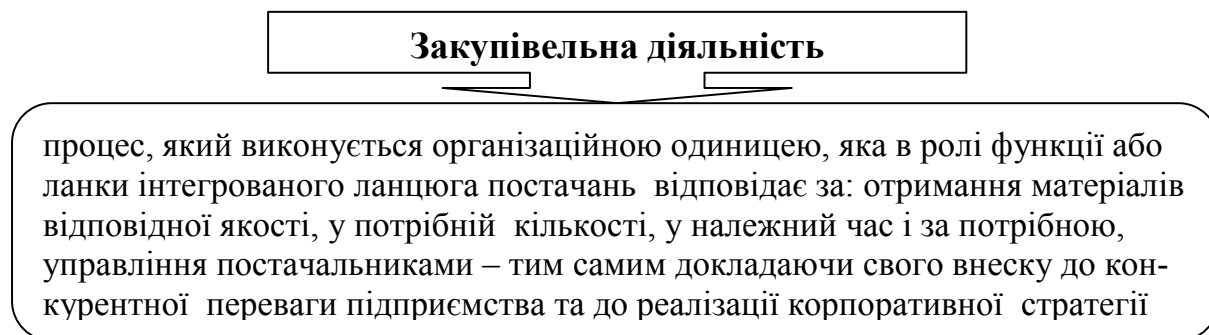 Закупівельна діяльність
процес, який виконується організаційною одиницею, яка в ролі функції або
ланки інтегрованого ланцюга постачань відповідає за: отримання матеріалів
відповідної якості, у потрібній кількості, у належний час і за потрібною,
управління постачальниками – тим самим докладаючи свого внеску до кон-
курентної переваги підприємства та до реалізації корпоративної стратегії